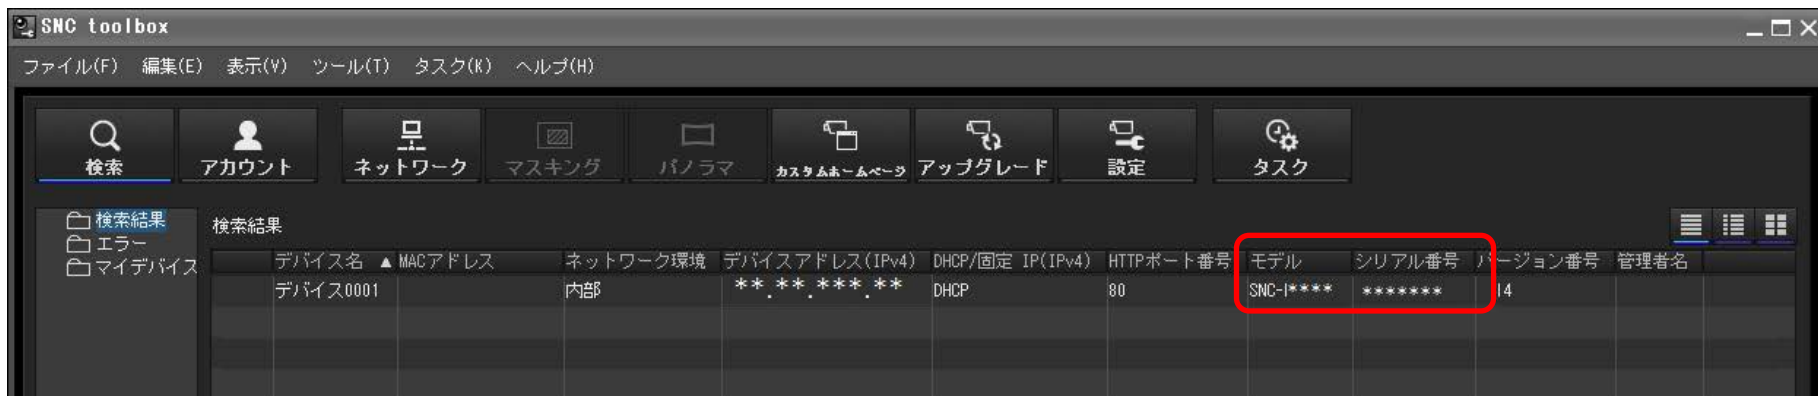 SNC toolbox
ファイル(F) 編集(E) 表示(V) ツール(T) タスク(K) ヘルプ(H)
検索 アカウント ネットワーク マスキング パノラマ カスタムホームページ アップグレード 設定 タスク
検索結果
エラー
マイデバイス
検索結果
デバイス名 ▲ MACアドレス ネットワーク環境 デバイスアドレス(IPv4) DHCP/固定 IP(IPv4) HTTPポート番号 モデル シリアル番号 バージョン番号 管理者名
デバイス0001 内部 **.**.***.** DHCP 80 SNC-I**** ******* 14